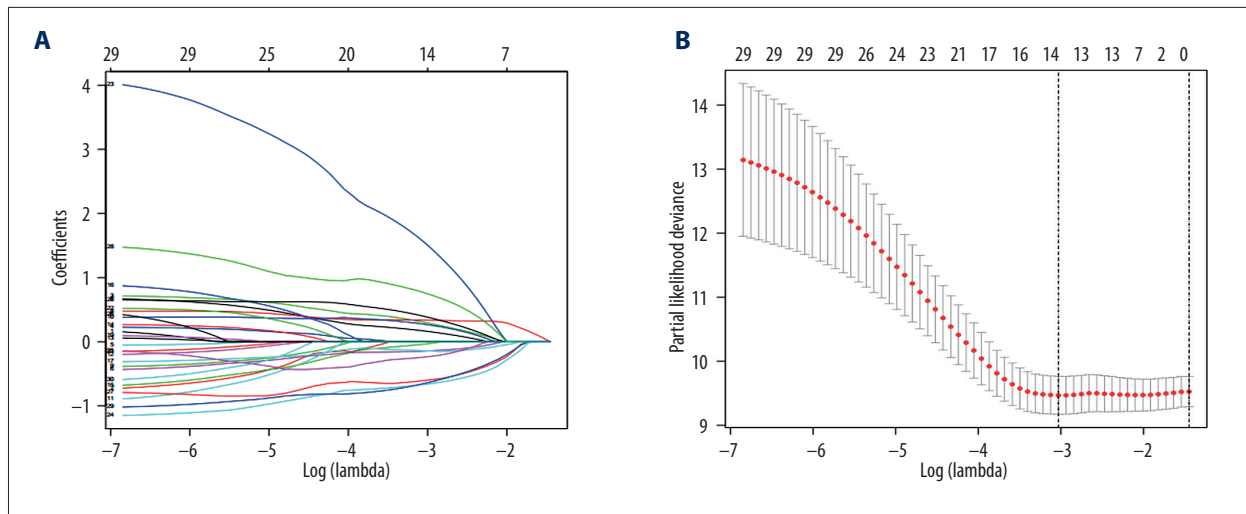 A
29 29 25 20 14 7
4
3
2
1
0
−1
Coefficients
23
24
−7 −6 −5 −4 −3 −2
Log (lambda)
B
29 29 29 29 26 24 23 21 17 16 14 13 13 7 2 0
14
13
12
11
10
9
Partial likelihood deviance
−7 −6 −5 −4 −3 −2
Log (lambda)